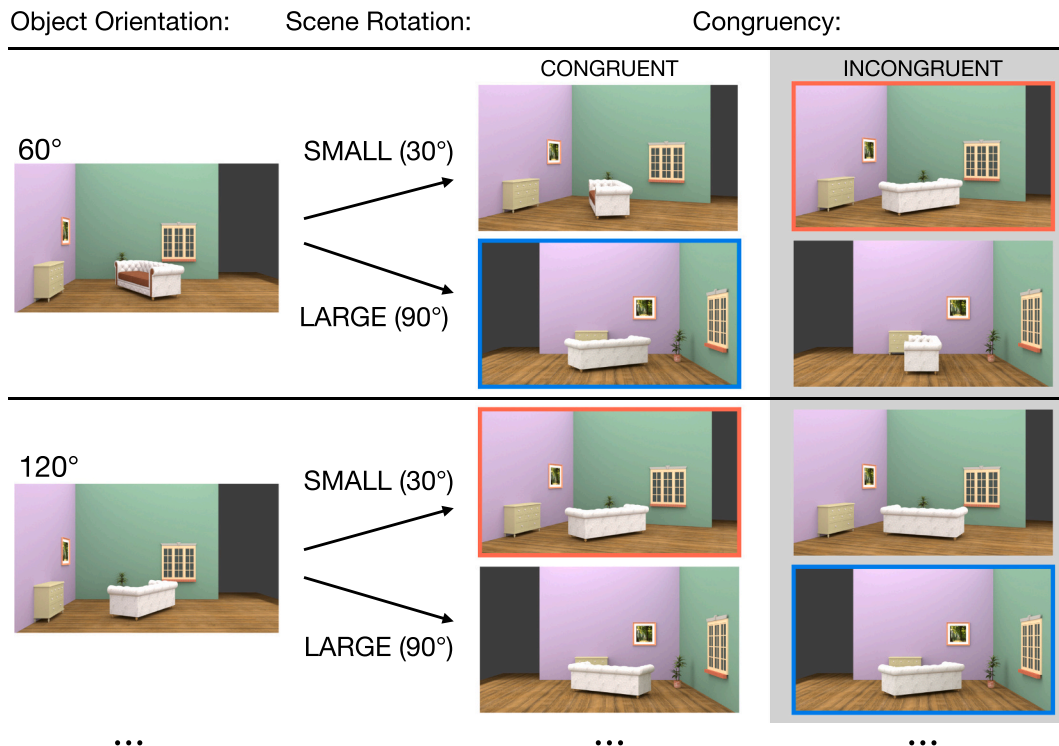 Object Orientation: Scene Rotation: Congruency:
CONGRUENT INCONGRUENT
60°
SMALL (30°)
LARGE (90°)
120°
SMALL (30°)
LARGE (90°)
... ... ...